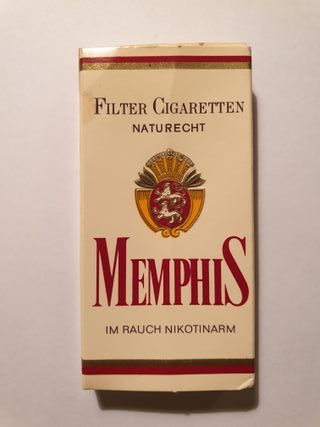 FILTER CIGARETTEN
NATURECHT
MEMPHIS
IM RAUCH NIKOTINARM